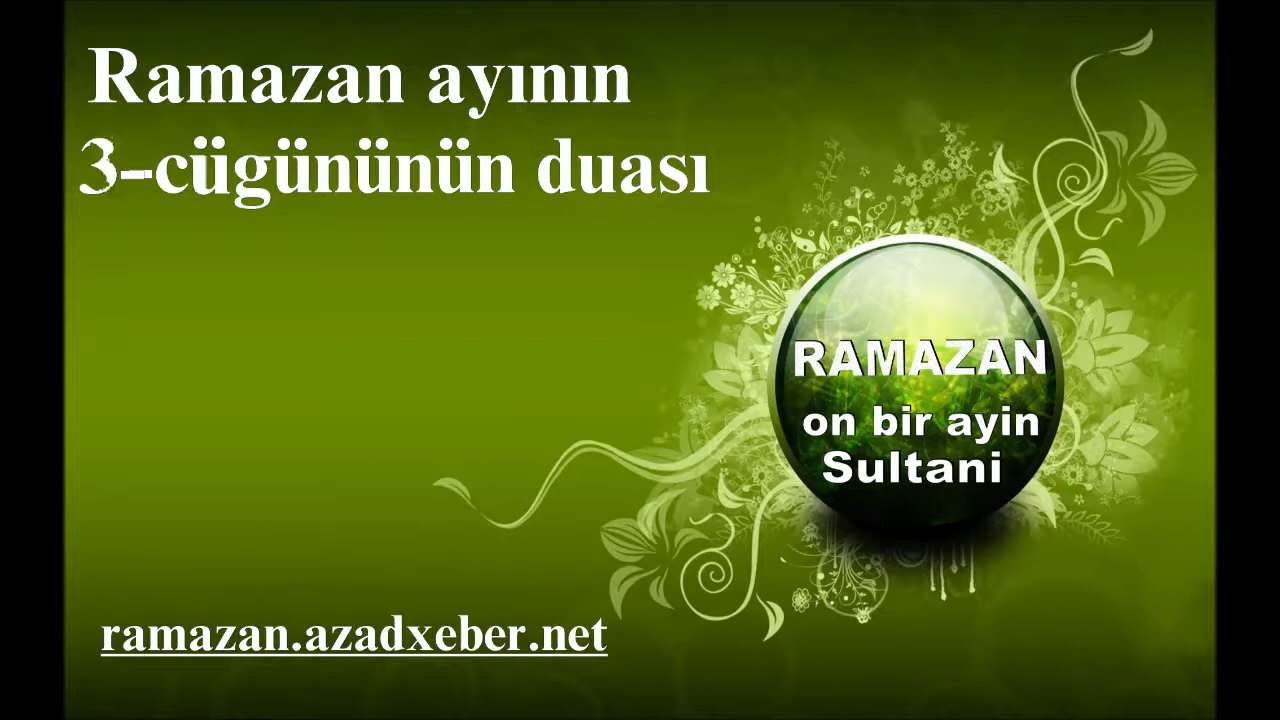 Ramazan ayının
3-cügününün duası
RAMAZAN
on bir ayin
Sultani
ramazan.azadxeber.net